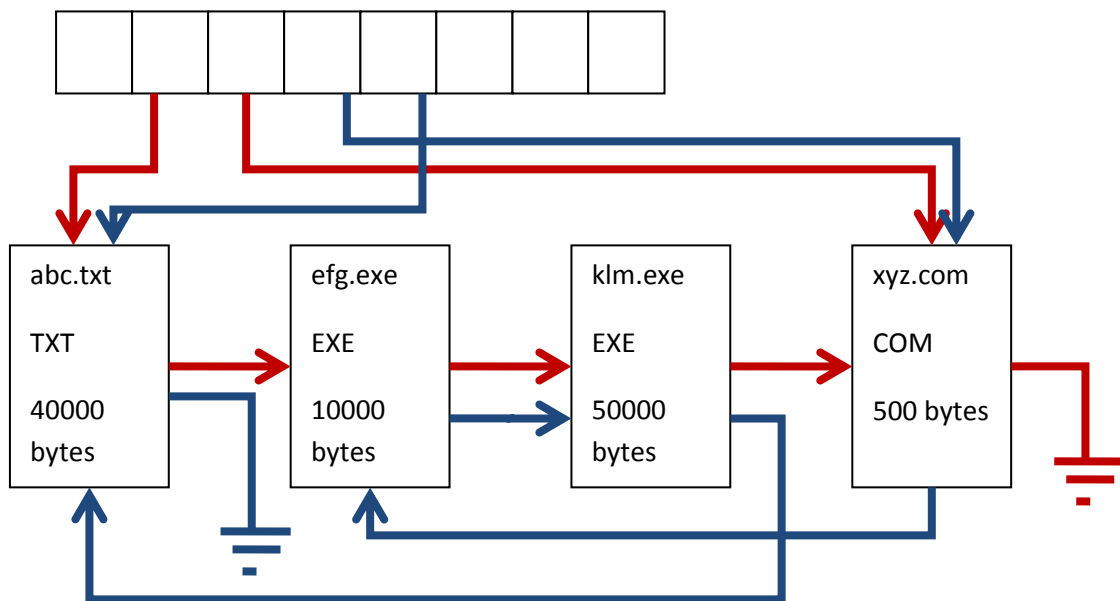 abc.txt
TXT
40000
bytes
efg.exe
EXE
10000
bytes
klm.exe
EXE
50000
bytes
xyz.com
COM
500 bytes